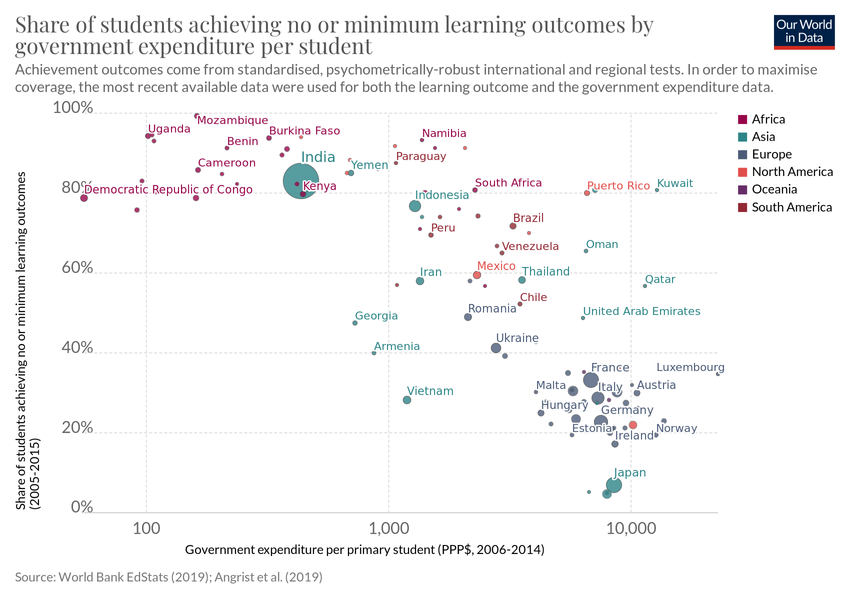 Share of students achieving no or minimum learning outcomes by
government expenditure per student
Our World
in Data
Achievement outcomes come from standardised, psychometrically-robust international and regional tests. In order to maximise
coverage, the most recent available data were used for both the learning outcome and the government expenditure data.
100%
80%
60%
40%
20%
0%
Share of students achieving no or minimum learning outcomes
(2005-2015)
Mozambique
Uganda
Burkina Faso
Benin
Namibia
India
Paraguay
Cameroon
Yemen
Democratic Republic of Congo
Kenya
South Africa
Puerto Rico
Kuwait
Indonesia
Brazil
Peru
Venezuela
Oman
Mexico
Iran
Thailand
Qatar
Chile
Romania
United Arab Emirates
Georgia
Ukraine
Armenia
France
Luxembourg
Malta
Italy
Austria
Vietnam
Hungary
Germany
Estonia
Ireland
Norway
Japan
Africa
Asia
Europe
North America
Oceania
South America
100
1,000
10,000
Government expenditure per primary student (PPP$, 2006-2014)
Source: World Bank EdStats (2019); Angrist et al. (2019)